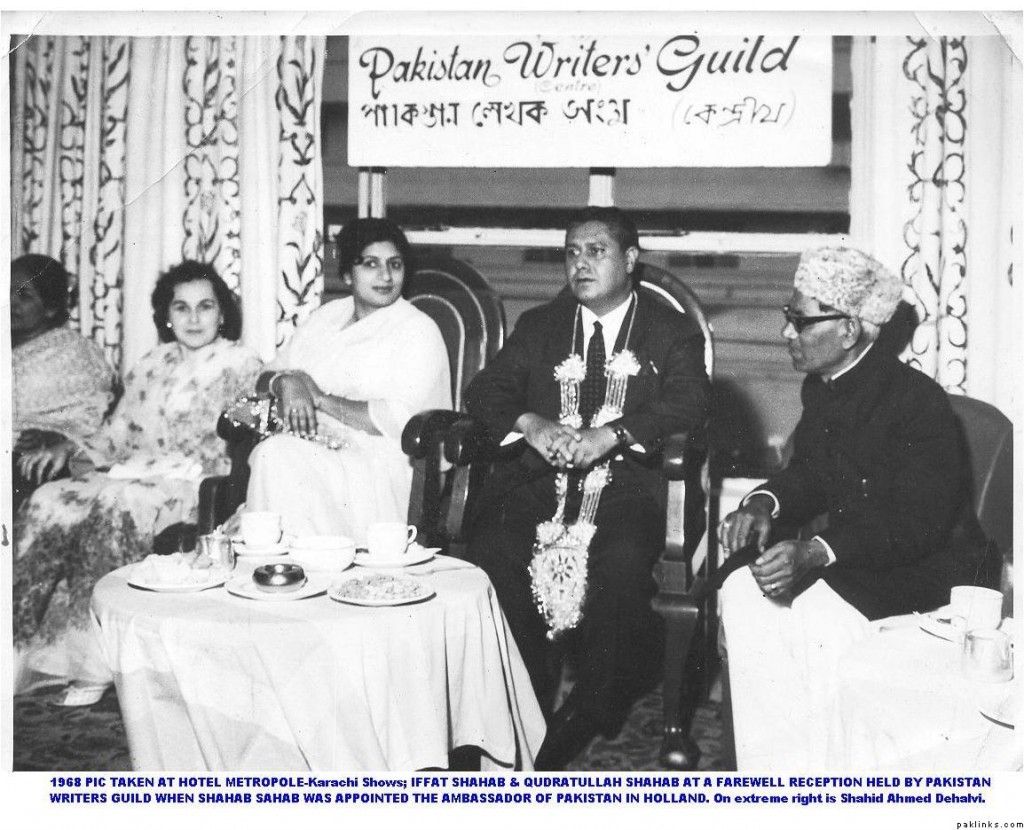 Pakistan Writers' Guild
(Centre)
পাকিস্তান লেখক সংঘ (কেন্দ্রীয়)
1968 PIC TAKEN AT HOTEL METROPOLE-Karachi Shows; IFFAT SHAHAB & QUDRATULLAH SHAHAB AT A FAREWELL RECEPTION HELD BY PAKISTAN
WRITERS GUILD WHEN SHAHAB SAHAB WAS APPOINTED THE AMBASSADOR OF PAKISTAN IN HOLLAND. On extreme right is Shahid Ahmed Dehalvi.
paklinks.com